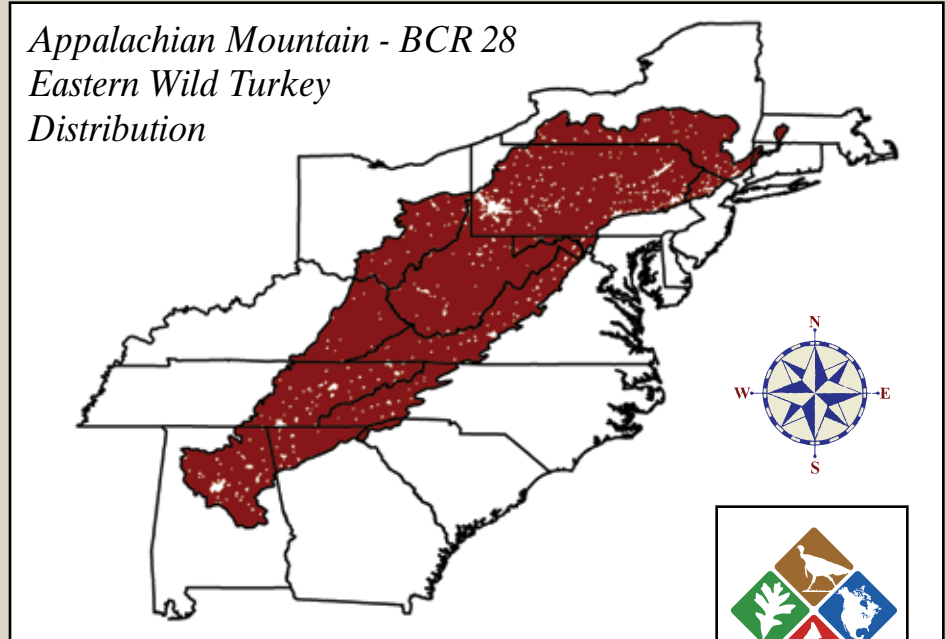 Appalachian Mountain - BCR 28
Eastern Wild Turkey
Distribution
N
W
E
S